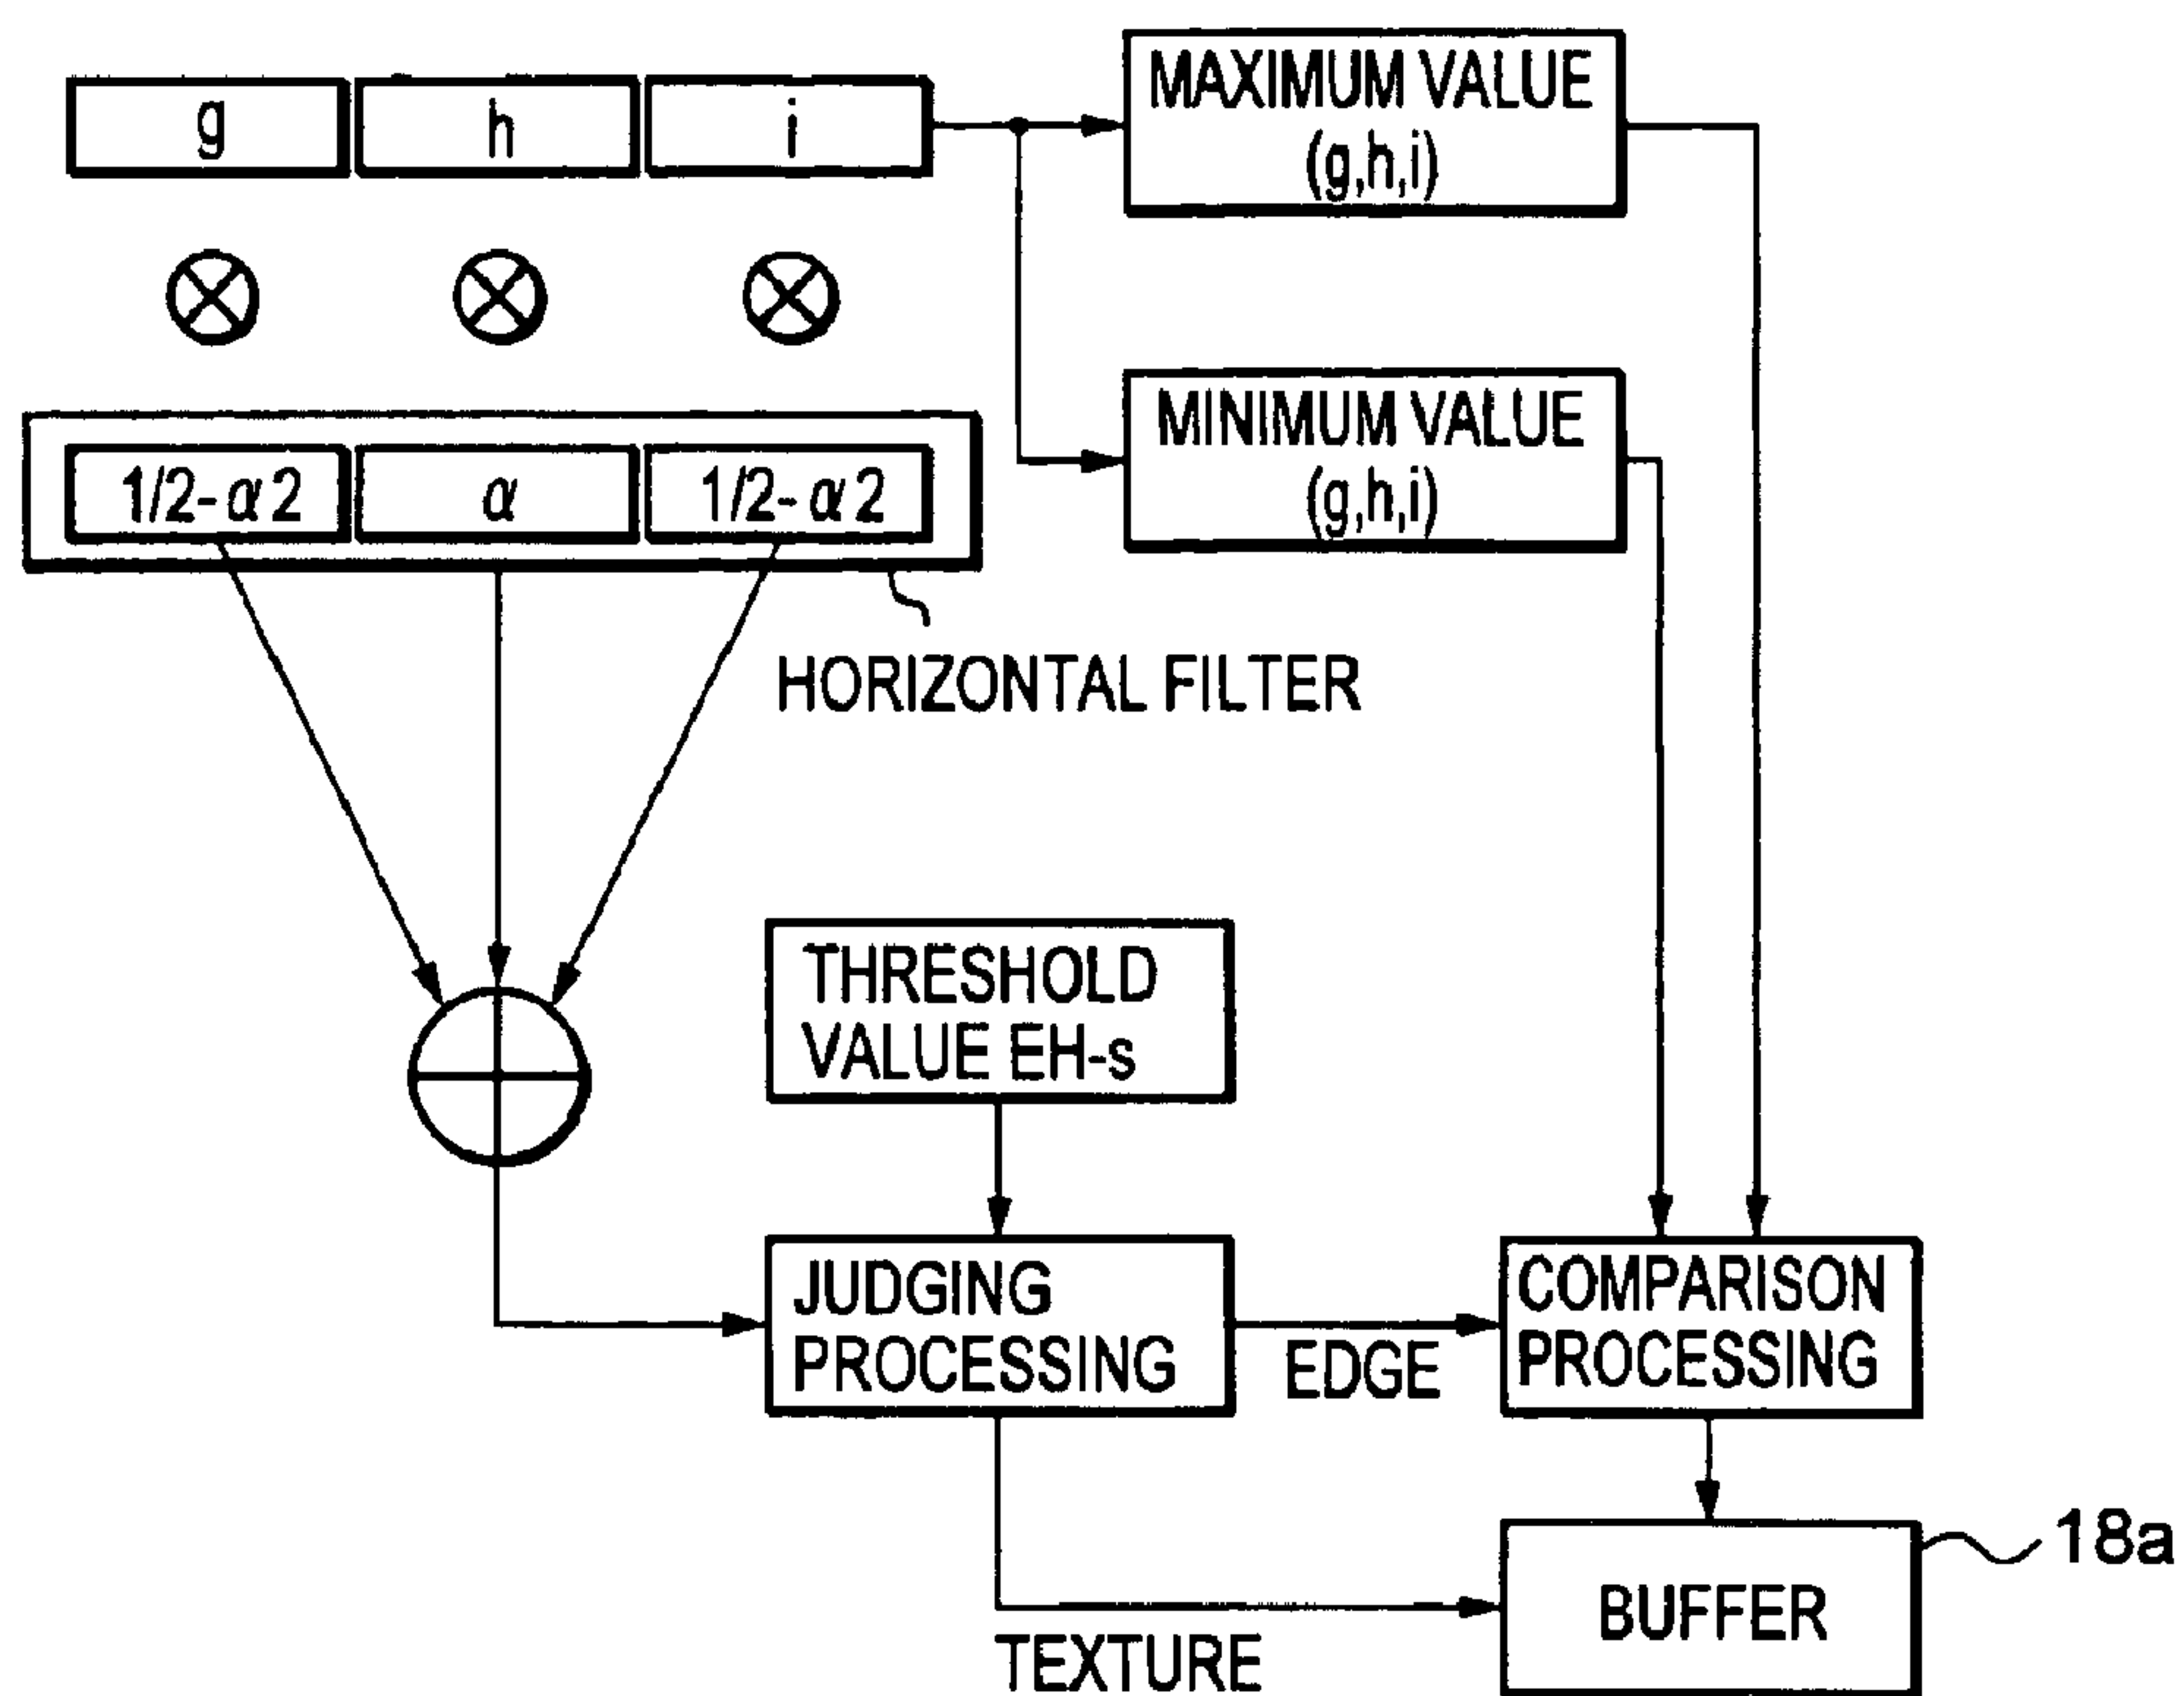 g h i
MAXIMUM VALUE
(g,h,i)
MINIMUM VALUE
(g,h,i)
1/2-α2 α 1/2-α2
HORIZONTAL FILTER
THRESHOLD
VALUE EH-s
JUDGING
PROCESSING
EDGE
COMPARISON
PROCESSING
TEXTURE
BUFFER
18a